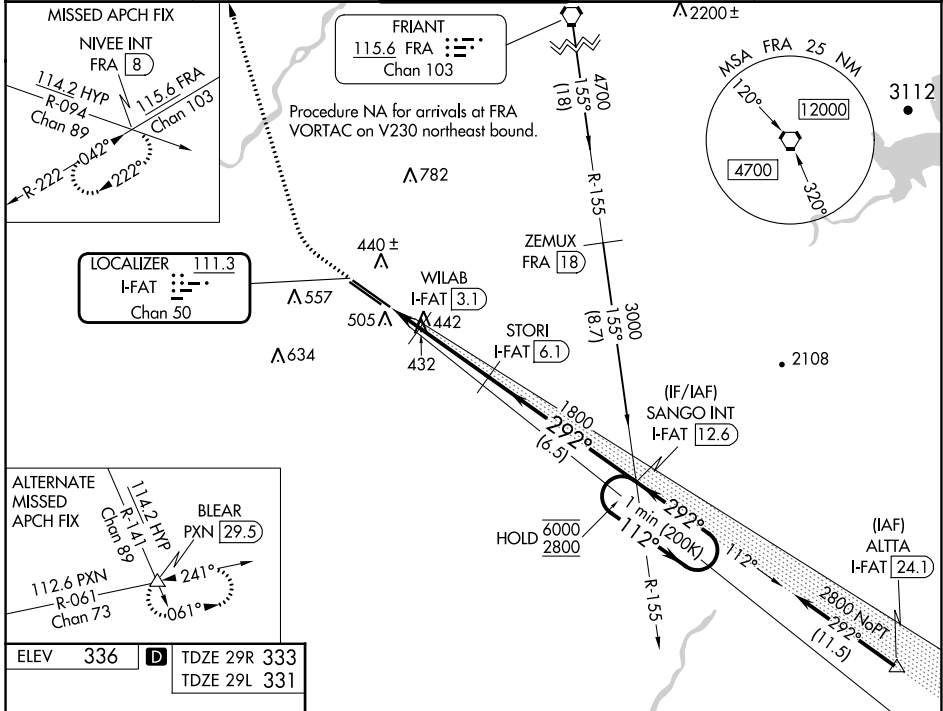 MISSED APCH FIX
NIVEE INT
FRA 8
114.2 HYP
R-094
Chan 89
115.6 FRA
Chan 103
R-222
042°
222°
FRIANT
115.6 FRA
Chan 103
Procedure NA for arrivals at FRA
VORTAC on V230 northeast bound.
4700
155°
(18)
R-155
2200±
MSA FRA 25 NM
120°
12000
4700
320°
3112
782
ZEMUX
FRA 18
440 ±
LOCALIZER 111.3
I-FAT
Chan 50
557
505
WILAB
I-FAT 3.1
442
432
634
STORI
I-FAT 6.1
3000
155°
(8.7)
2108
(IF/IAF)
SANGO INT
I-FAT 12.6
1800
292°
(6.5)
HOLD 6000
2800
1 min (200K)
292°
112°
112°
R-155
(IAF)
ALTTA
I-FAT 24.1
2800 NoPT
292°
(11.5)
ALTERNATE
MISSED
APCH FIX
114.2 HYP
R-141
Chan 89
BLEAR
PXN 29.5
112.6 PXN
R-061
Chan 73
241°
061°
ELEV 336 D TDZE 29R 333
TDZE 29L 331